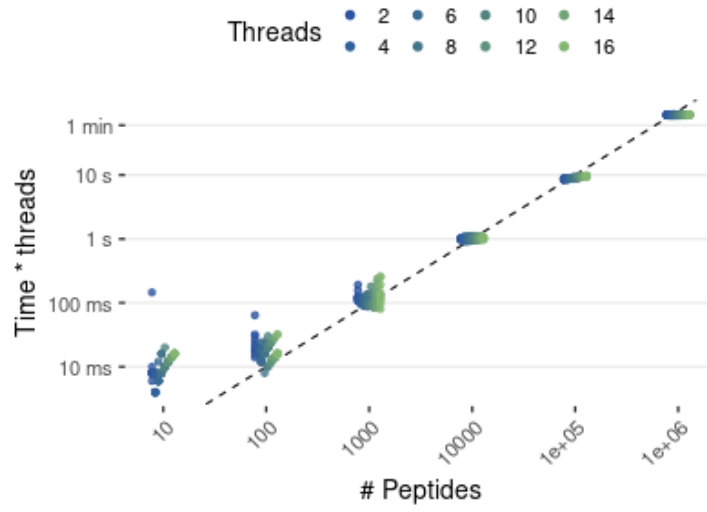 Threads
2 6 10 14
4 8 12 16
Time * threads
1 min
10 s
1 s
100 ms
10 ms
10 100 1000 10000 1e+05 1e+06
# Peptides